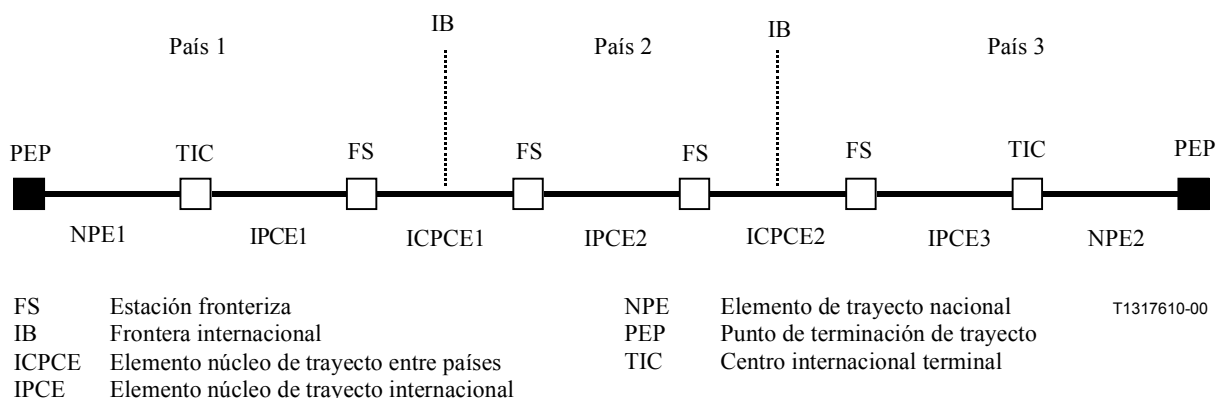 IB IB
País 1 País 2 País 3
PEP TIC FS FS FS FS TIC PEP
NPE1 IPCE1 ICPCE1 IPCE2 ICPCE2 IPCE3 NPE2
FS Estación fronteriza
IB Frontera internacional
ICPCE Elemento núcleo de trayecto entre países
IPCE Elemento núcleo de trayecto internacional
NPE Elemento de trayecto nacional
PEP Punto de terminación de trayecto
TIC Centro internacional terminal
T1317610-00